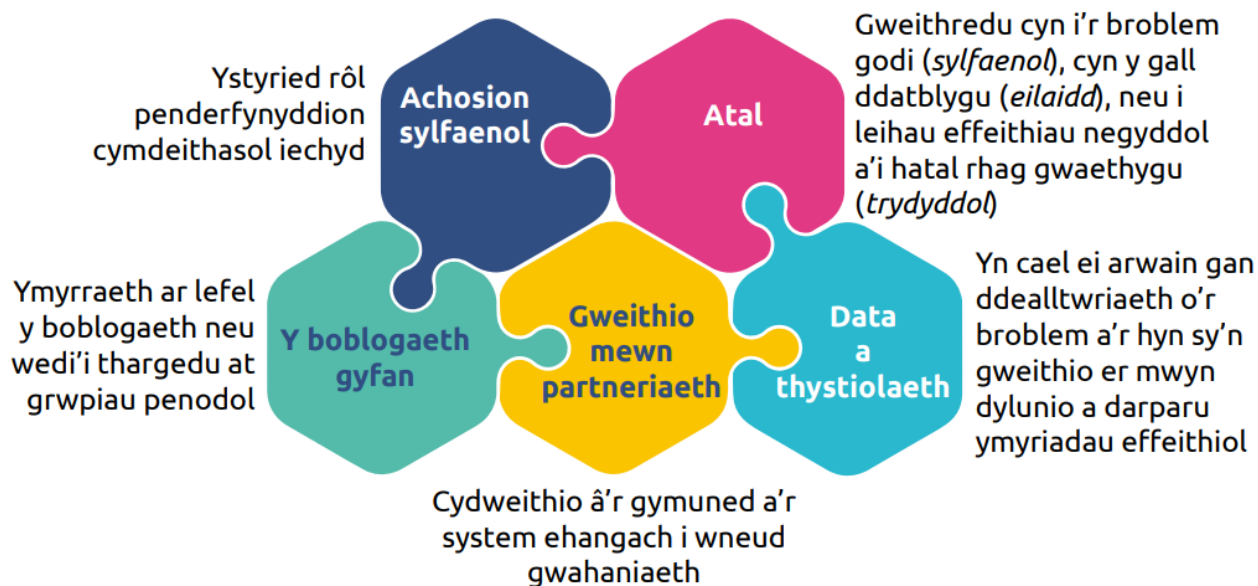 Ystyried rôl
penderfynyddion
cymdeithasol iechyd
Achosion
sylfaenol
Atal
Gweithredu cyn i'r broblem
godi (sylfaenol), cyn y gall
ddatblygu (eilaidd), neu i
leihau effeithiau negyddol
a'i hatal rhag gwaethygu
(trydyddol)
Ymyrraeth ar lefel
y boblogaeth neu
wedi'i thargedu at
grwpiau penodol
Y boblogaeth
gyfan
Gweithio
mewn
partneriaeth
Data
a
thystiolaeth
Yn cael ei arwain gan
ddealltwriaeth o'r
broblem a'r hyn sy'n
gweithio er mwyn
dylunio a darparu
ymyriadau effeithiol
Cydweithio â'r gymuned a'r
system ehangach i wneud
gwahaniaeth